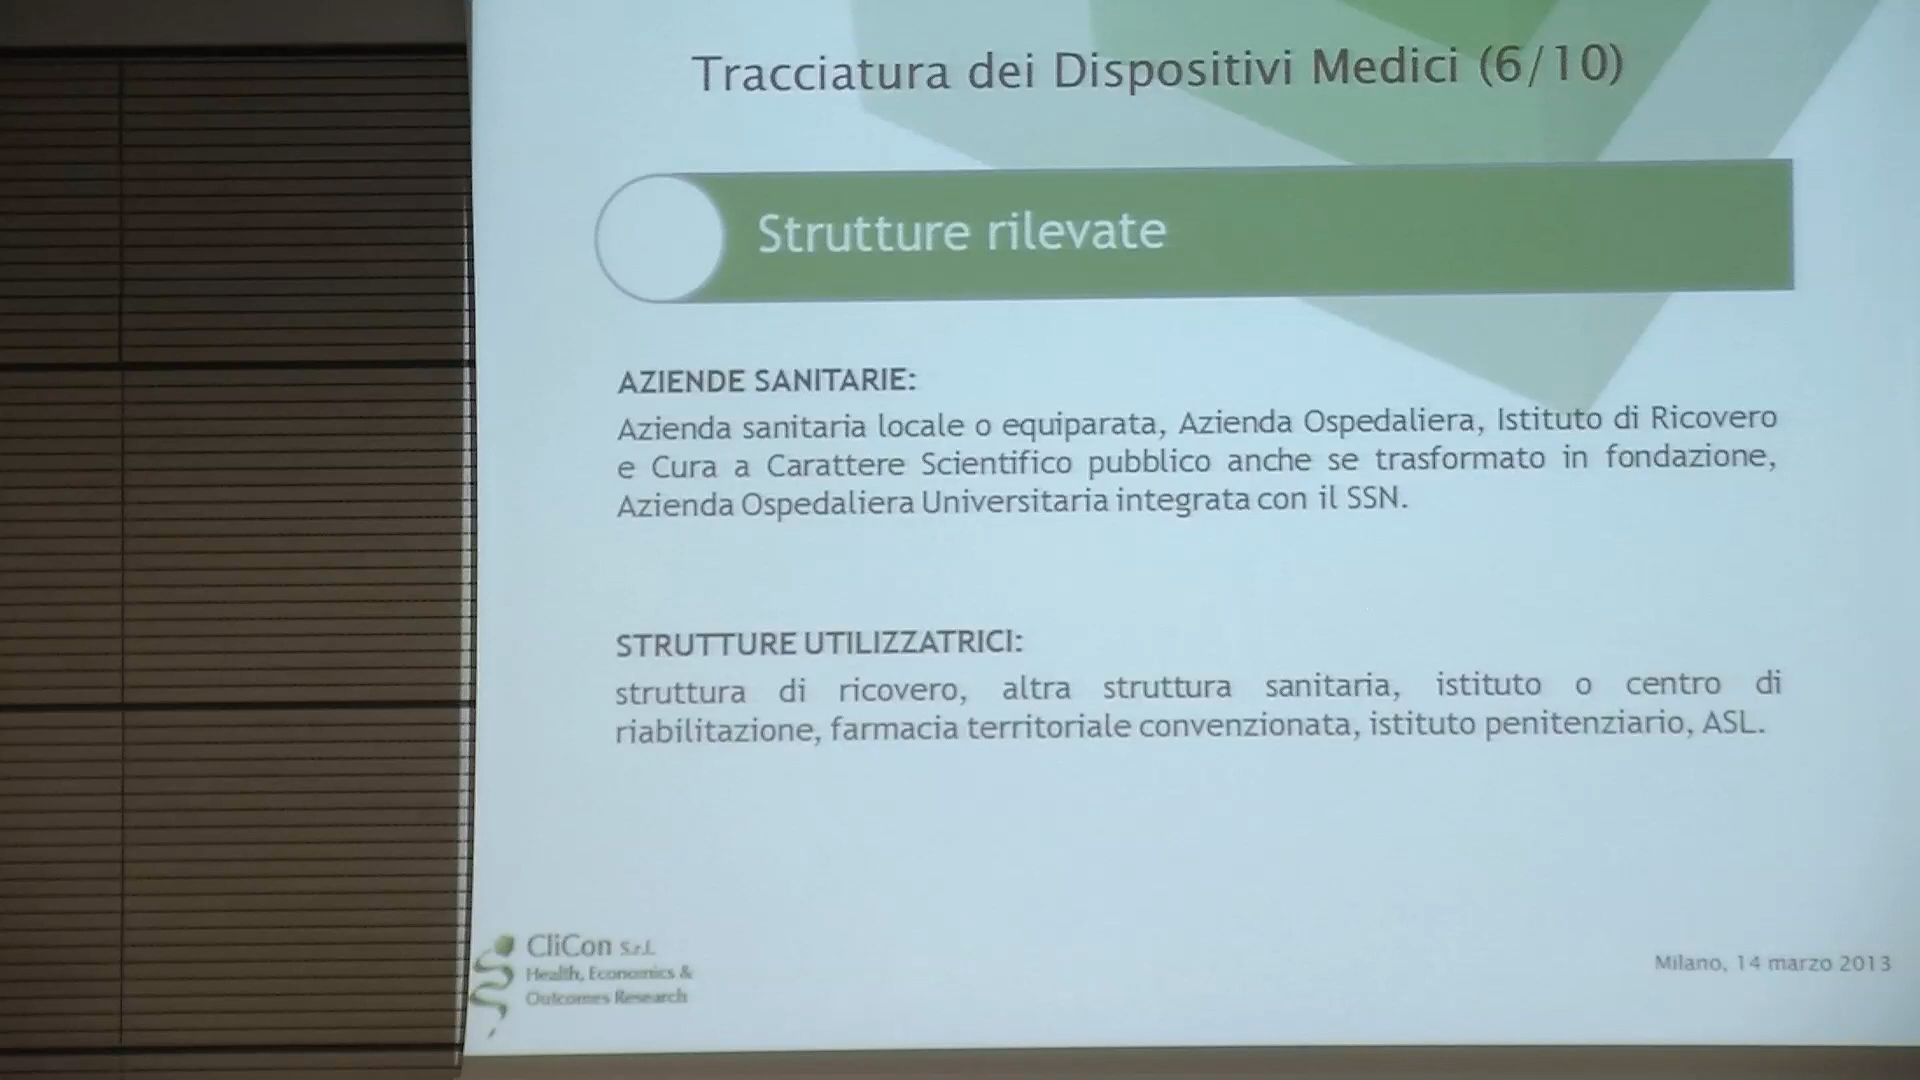 Tracciatura dei Dispositivi Medici (6/10)
Strutture rilevate
AZIENDE SANITARIE:
Azienda sanitaria locale o equiparata, Azienda Ospedaliera, Istituto di Ricovero
e Cura a Carattere Scientifico pubblico anche se trasformato in fondazione,
Azienda Ospedaliera Universitaria integrata con il SSN.
STRUTTURE UTILIZZATRICI:
struttura di ricovero, altra struttura sanitaria, istituto o centro di
riabilitazione, farmacia territoriale convenzionata, istituto penitenziario, ASL.
CliCon S.r.l.
Health, Economics &
Outcomes Research
Milano, 14 marzo 2013